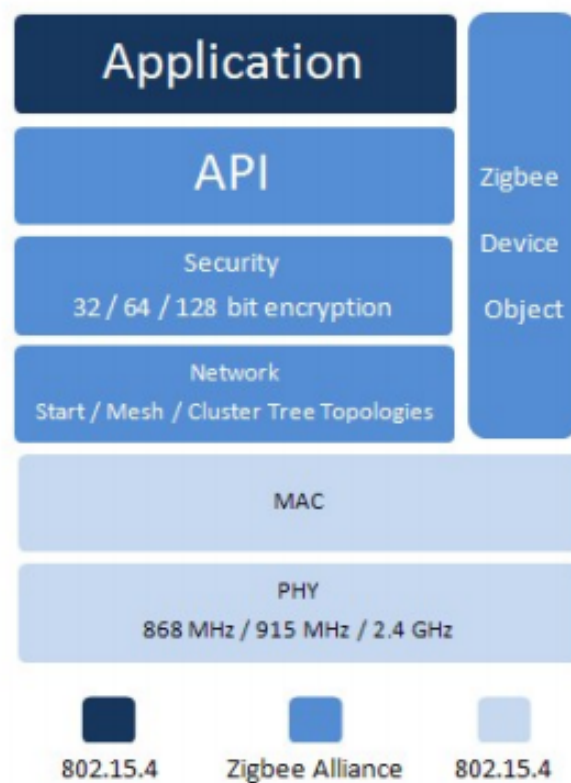 Application
API
Security
32 / 64 / 128 bit encryption
Network
Start / Mesh / Cluster Tree Topologies
Zigbee
Device
Object
MAC
PHY
868 MHz / 915 MHz / 2.4 GHz
802.15.4
Zigbee Alliance
802.15.4